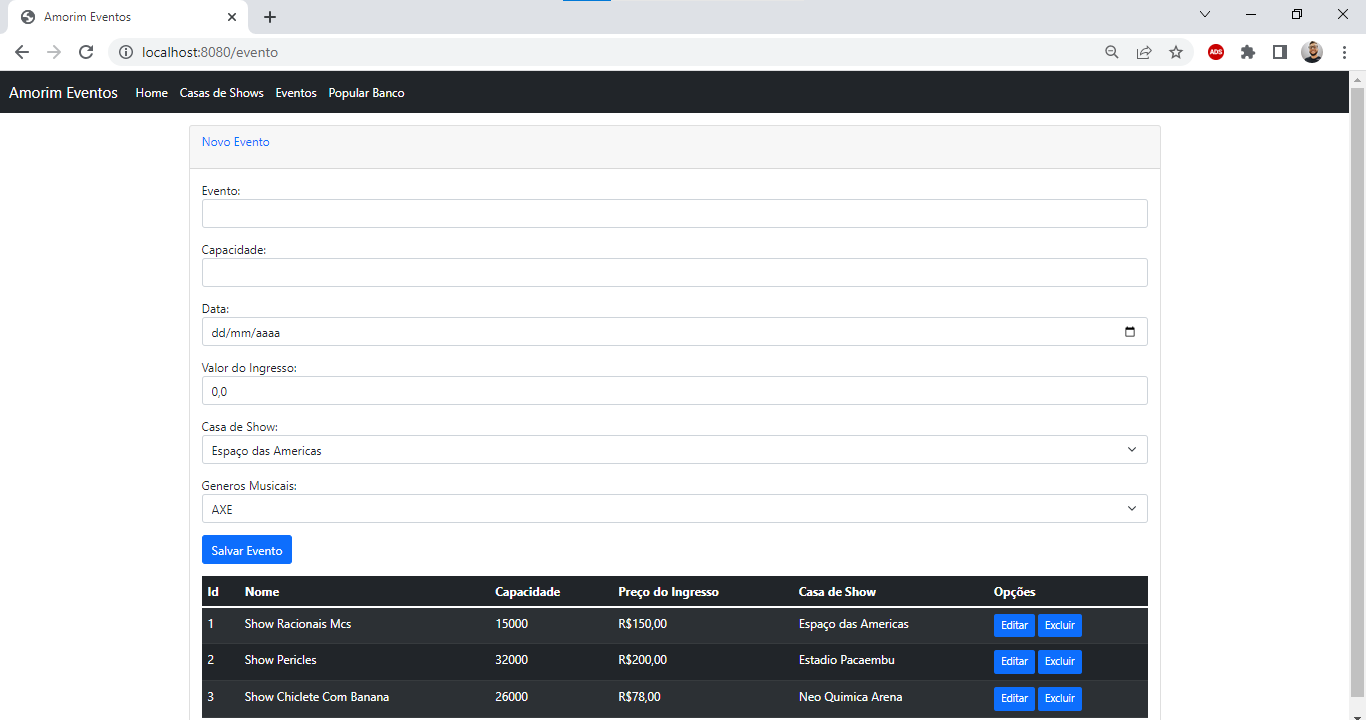 Amorim Eventos
localhost:8080/evento
ADS
Amorim Eventos Home Casas de Shows Eventos Popular Banco
Novo Evento
Evento:
Capacidade:
Data:
dd/mm/aaaa
Valor do Ingresso:
0,0
Casa de Show:
Espaço das Americas
Generos Musicais:
AXE
Salvar Evento
Id Nome Capacidade Preço do Ingresso Casa de Show Opções
1 Show Racionais Mcs 15000 R$150,00 Espaço das Americas Editar Excluir
2 Show Pericles 32000 R$200,00 Estadio Pacaembu Editar Excluir
3 Show Chiclete Com Banana 26000 R$78,00 Neo Quimica Arena Editar Excluir